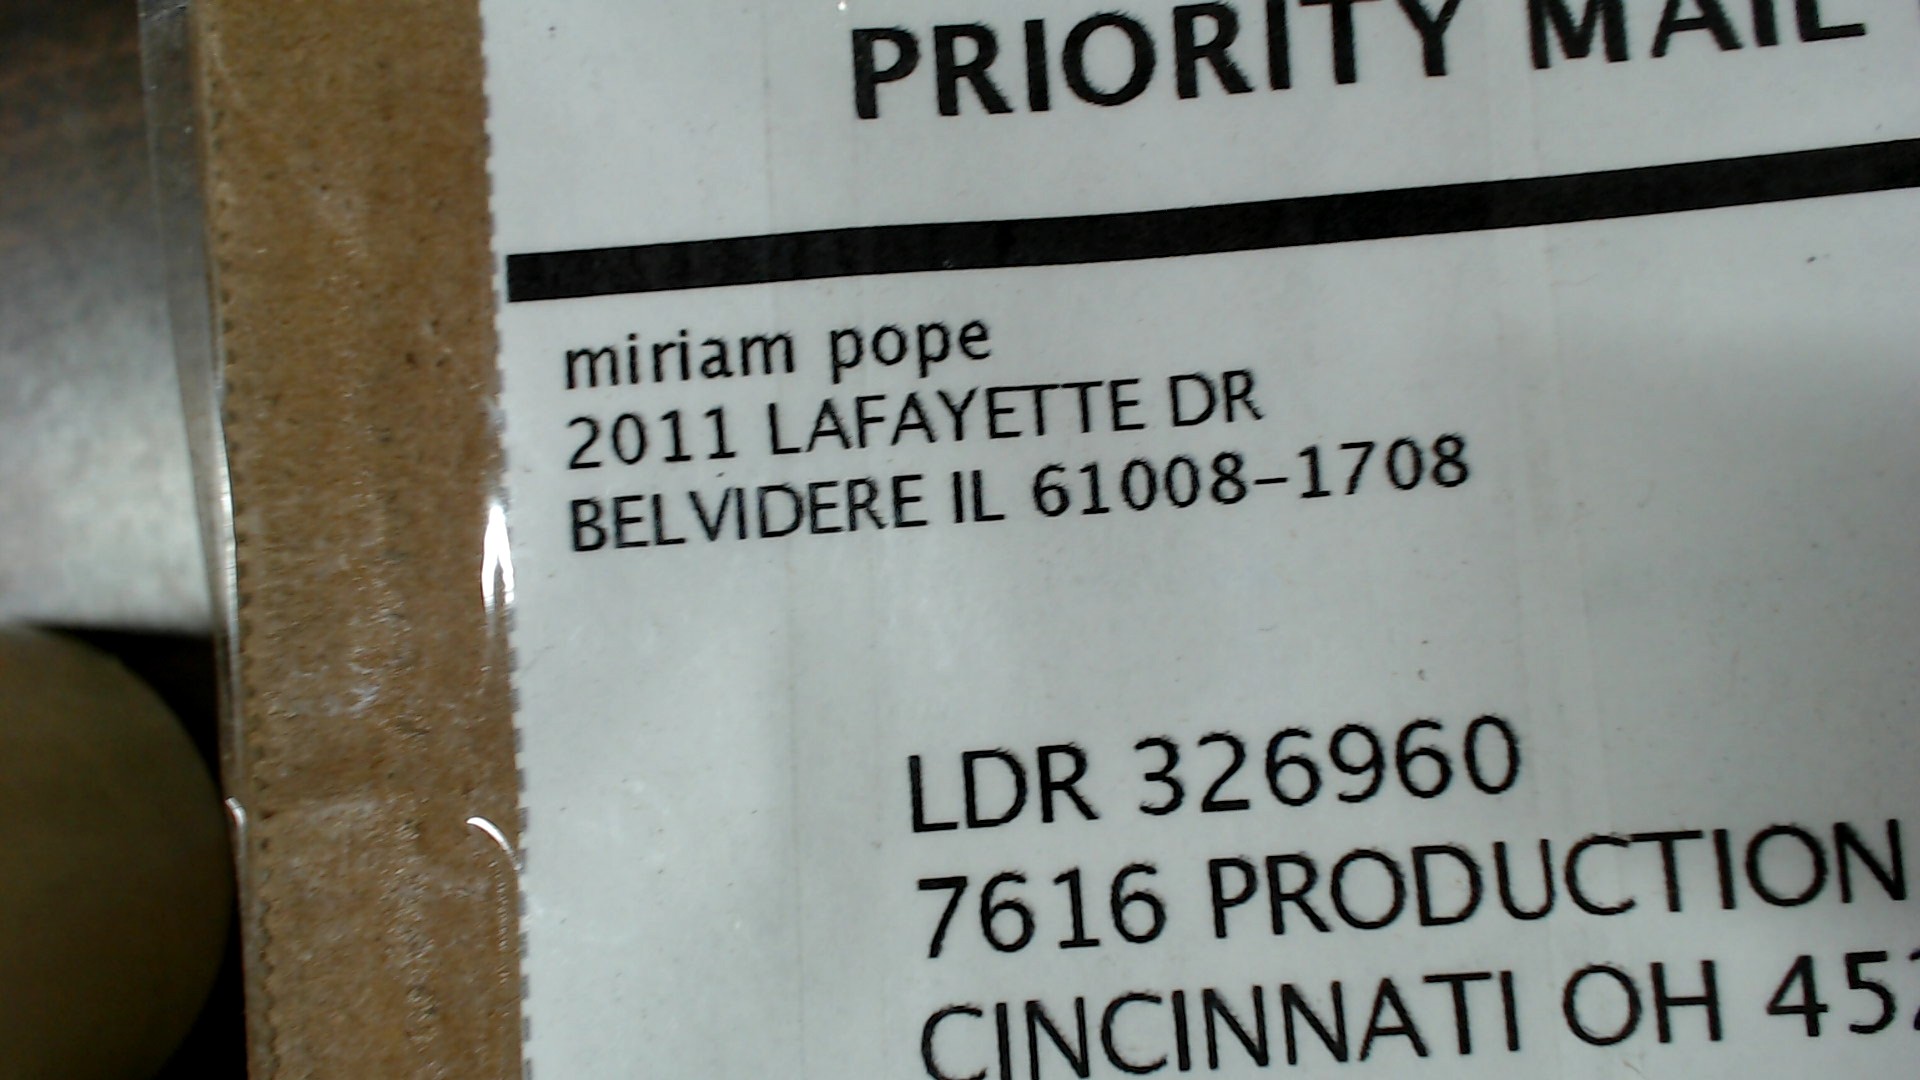 PRIORITY MAIL
miriam pope
2011 LAFAYETTE DR
BELVIDERE IL 61008-1708
LDR 326960
7616 PRODUCTION
CINCINNATI OH